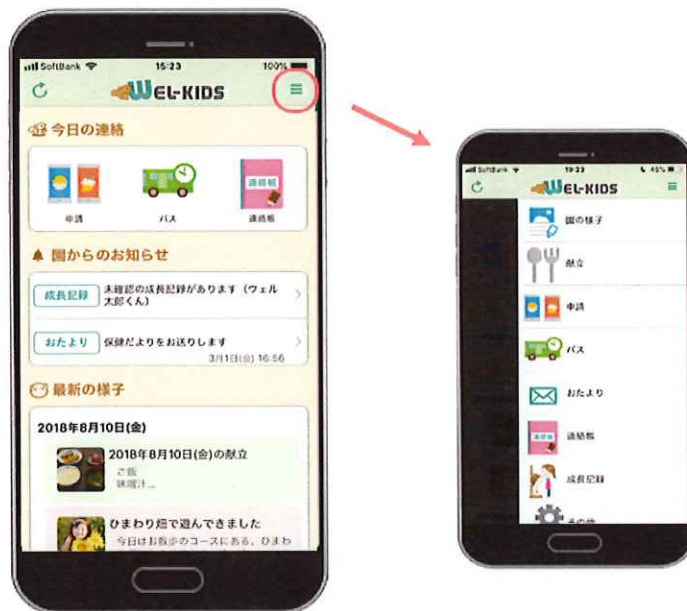 SoftBank 15:23 100%
WEL-KIDS
今日の連絡
連絡帳
申請 バス 連絡帳
園からのお知らせ
成長記録 未確認の成長記録があります（ウェル
太郎くん）
おたより 保健だよりをお送りします
3月1日(金) 16:56
最新の様子
2018年8月10日(金)
2018年8月10日(金)の献立
ご飯
味噌汁...
ひまわり畑で遊んできました
今日はお散歩のコースにある、ひまわ
SoftBank 19:23 45%
WEL-KIDS
園の様子
献立
申請
バス
おたより
連絡帳
連絡帳
成長記録
その他